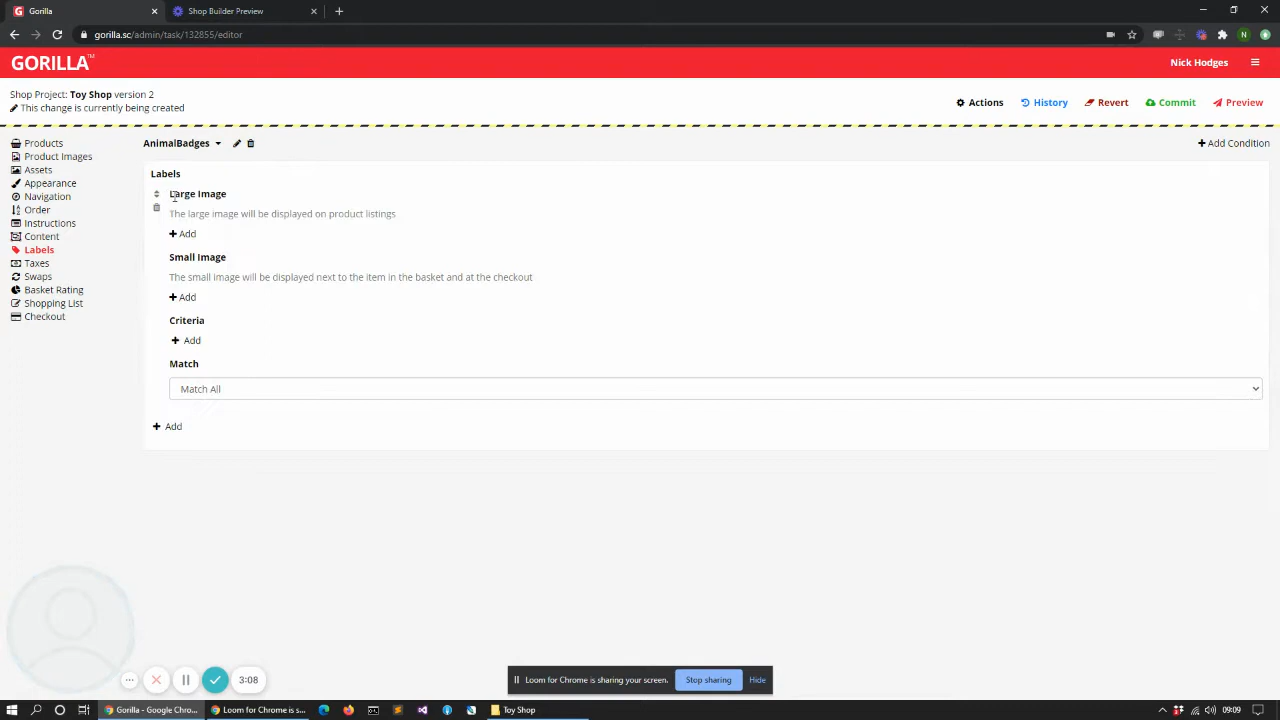 Gorilla
Shop Builder Preview
gorilla.sc/admin/task/132855/editor
N
GORILLA™
Nick Hodges
Shop Project: Toy Shop version 2
This change is currently being created
Actions
History
Revert
Commit
Preview
Products
Product Images
Assets
Appearance
Navigation
Order
Instructions
Content
Labels
Taxes
Swaps
Basket Rating
Shopping List
Checkout
AnimalBadges
Add Condition
Labels
Large Image
The large image will be displayed on product listings
Add
Small Image
The small image will be displayed next to the item in the basket and at the checkout
Add
Criteria
Add
Match
Match All
Add
3:08
Loom for Chrome is sharing your screen.
Stop sharing
Hide
Gorilla - Google Chro...
Loom for Chrome is s...
Toy Shop
09:09